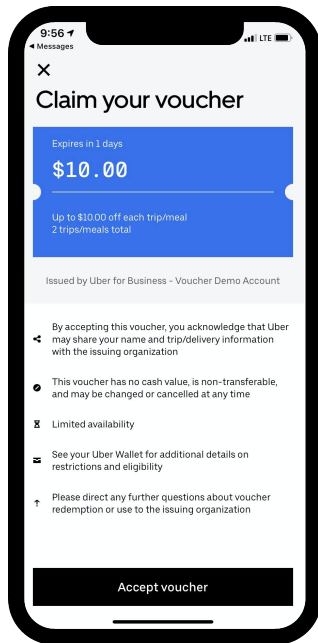 9:56
LTE
Messages
Claim your voucher
Expires in 1 days
$10.00
Up to $10.00 off each trip/meal
2 trips/meals total
Issued by Uber for Business - Voucher Demo Account
By accepting this voucher, you acknowledge that Uber
may share your name and trip/delivery information
with the issuing organization
This voucher has no cash value, is non-transferable,
and may be changed or cancelled at any time
Limited availability
See your Uber Wallet for additional details on
restrictions and eligibility
Please direct any further questions about voucher
redemption or use to the issuing organization
Accept voucher